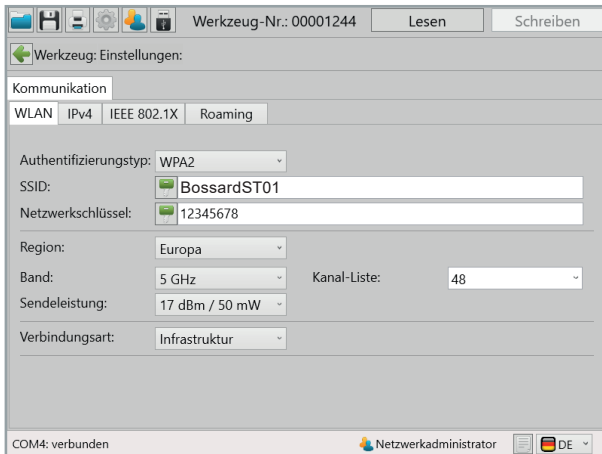 Werkzeug-Nr.: 00001244 Lesen Schreiben
Werkzeug: Einstellungen:
Kommunikation
WLAN IPv4 IEEE 802.1X Roaming
Authentifizierungstyp: WPA2
SSID: BossardST01
Netzwerkschlüssel: 12345678
Region: Europa
Band: 5 GHz Kanal-Liste: 48
Sendeleistung: 17 dBm / 50 mW
Verbindungsart: Infrastruktur
COM4: verbunden Netzwerkadministrator DE